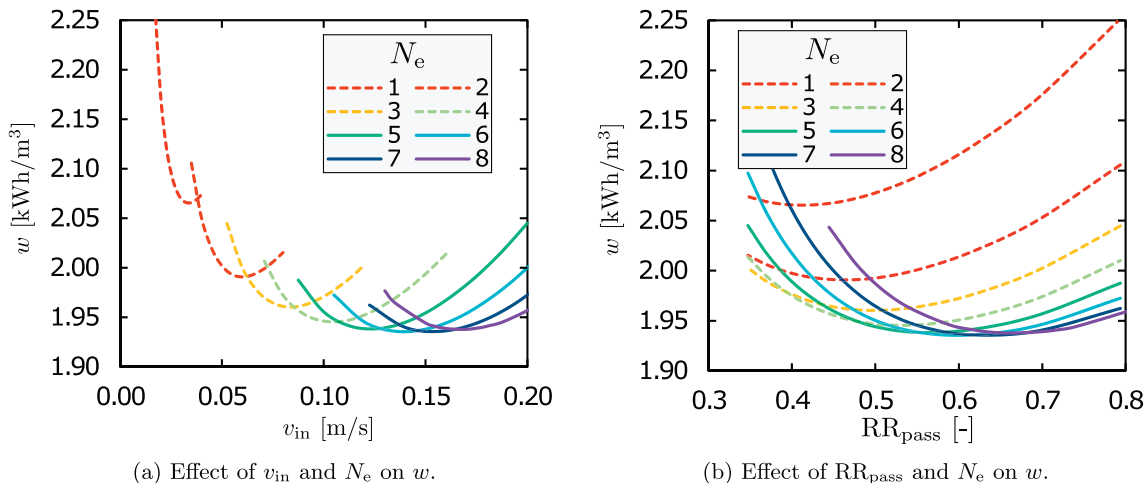 2.25
2.20
2.15
2.10
2.05
2.00
1.95
1.90
w [kWh/m³]
Nₑ
1 2
3 4
5 6
7 8
0.00 0.05 0.10 0.15 0.20
v_in [m/s]
(a) Effect of v_in and Nₑ on w.
2.25
2.20
2.15
2.10
2.05
2.00
1.95
1.90
w [kWh/m³]
Nₑ
1 2
3 4
5 6
7 8
0.3 0.4 0.5 0.6 0.7 0.8
RR_pass [-]
(b) Effect of RR_pass and Nₑ on w.